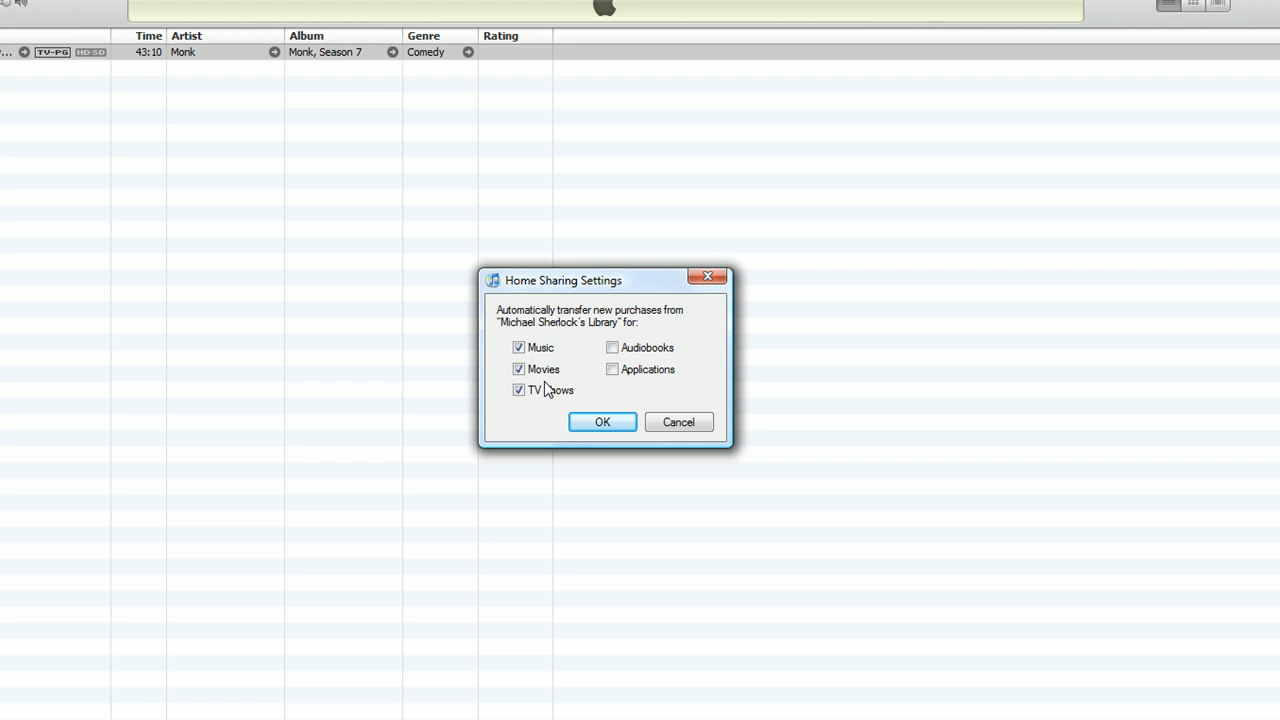 Time Artist Album Genre Rating
... TV-PG HD-SD 43:10 Monk Monk, Season 7 Comedy
Home Sharing Settings
Automatically transfer new purchases from
"Michael Sherlock's Library" for:
Music Audiobooks
Movies Applications
TV Shows
OK Cancel